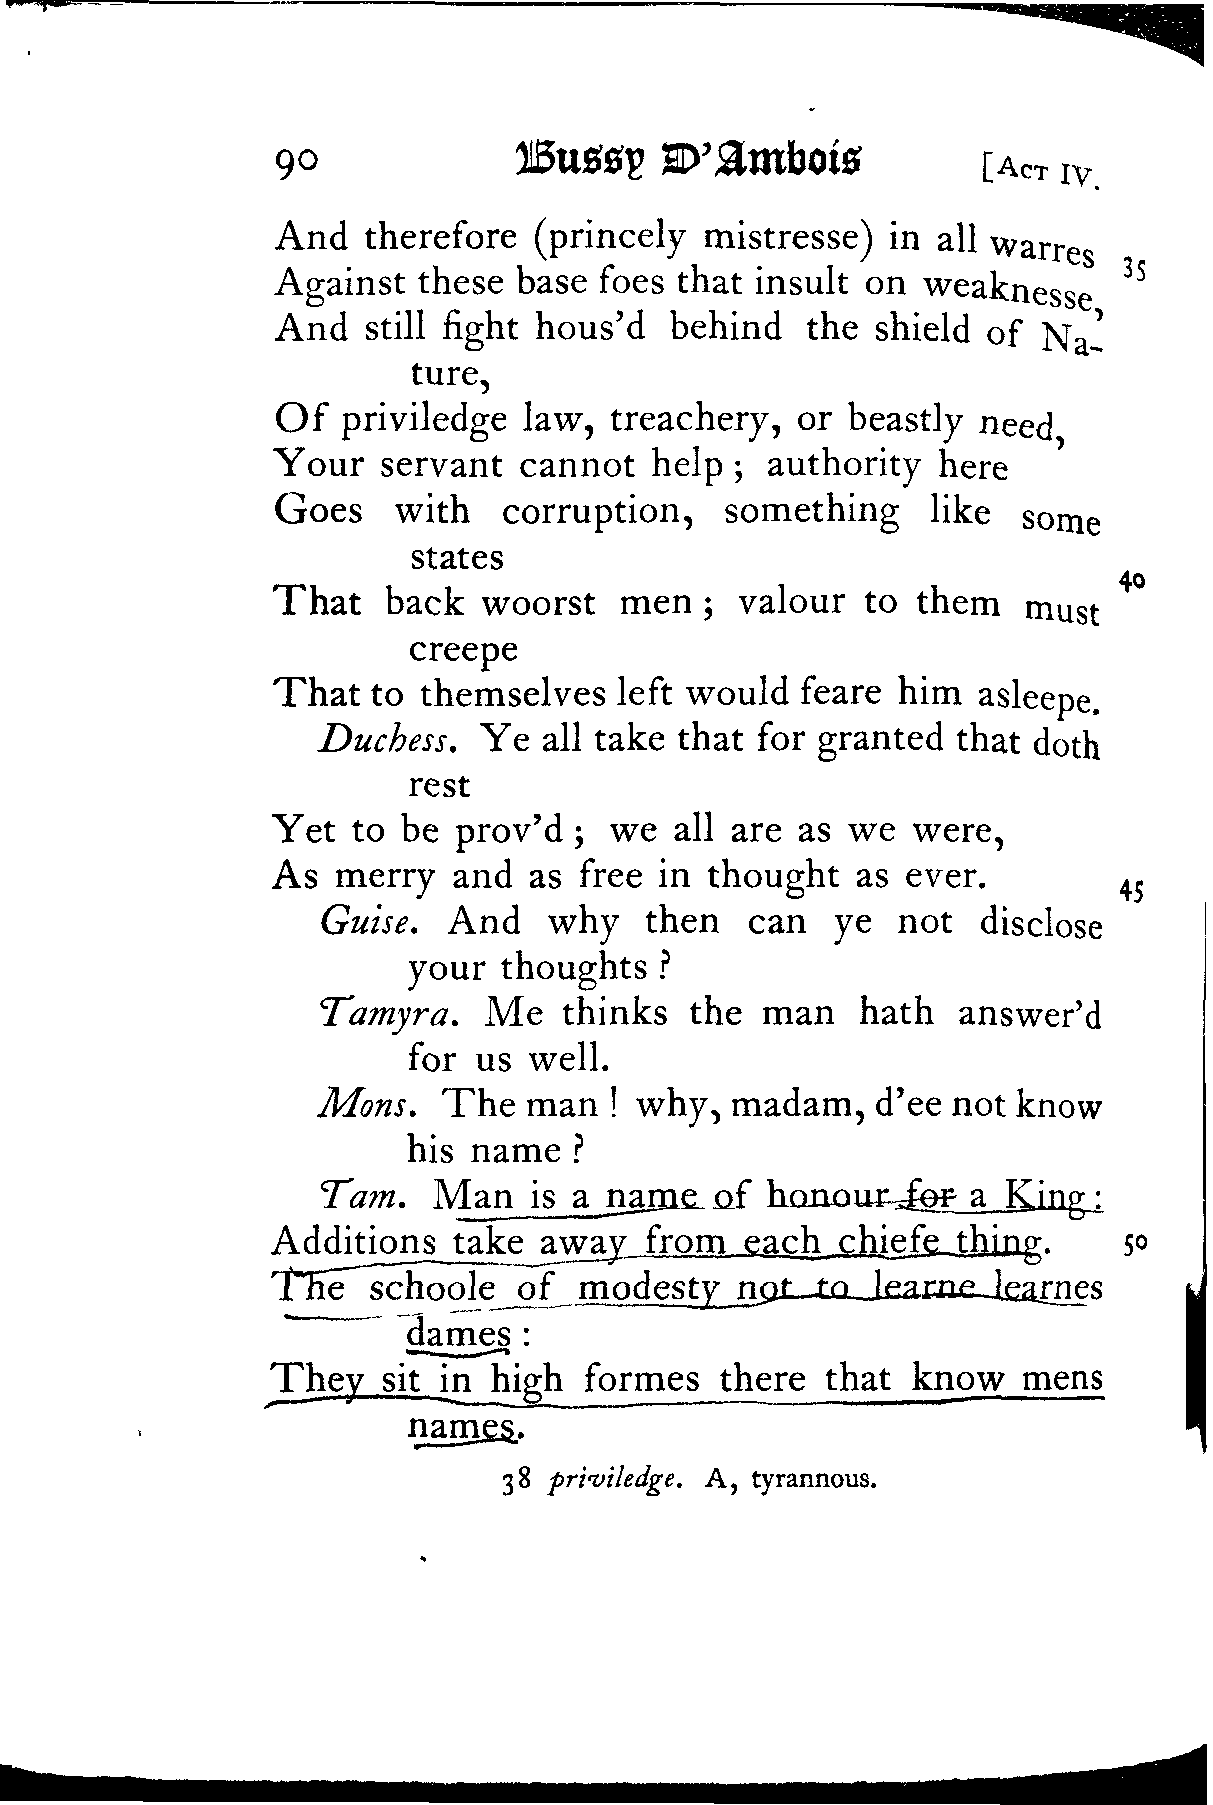 90 Bussy D'Ambois [ACT IV.
And therefore (princely mistresse) in all warres 35
Against these base foes that insult on weaknesse,
And still fight hous'd behind the shield of Na-
ture,
Of priviledge law, treachery, or beastly need,
Your servant cannot help ; authority here
Goes with corruption, something like some
states 40
That back woorst men ; valour to them must
creepe
That to themselves left would feare him asleepe.
Duchess. Ye all take that for granted that doth
rest
Yet to be prov'd ; we all are as we were,
As merry and as free in thought as ever. 45
Guise. And why then can ye not disclose
your thoughts ?
Tamyra. Me thinks the man hath answer'd
for us well.
Mons. The man ! why, madam, d'ee not know
his name ?
Tam. Man is a name of honour for a King :
Additions take away from each chiefe thing. 50
The schoole of modesty not to learne learnes
dames :
They sit in high formes there that know mens
names.
38 priviledge. A, tyrannous.